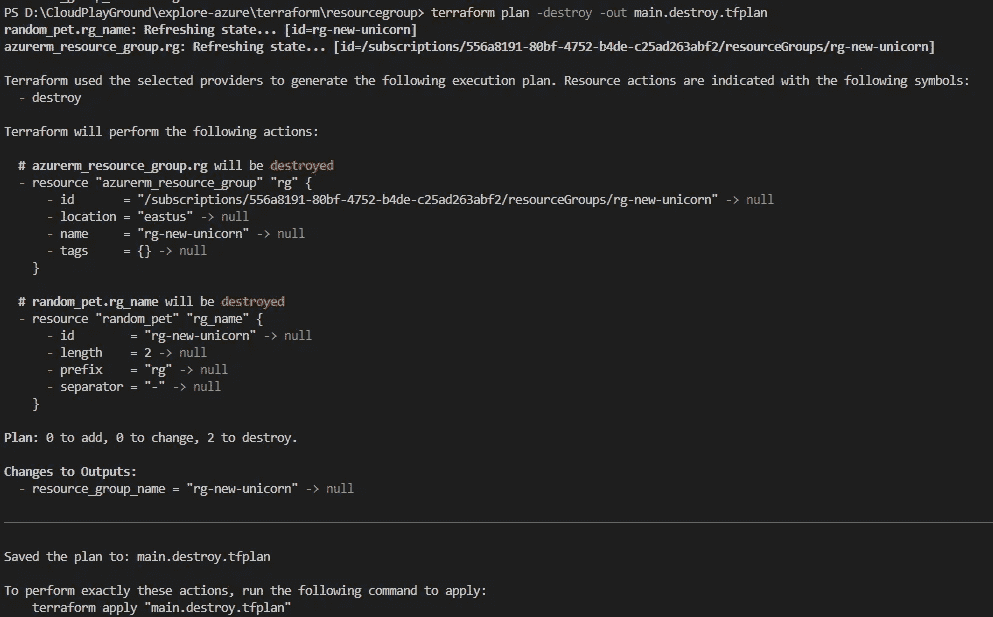 PS D:\CloudPlayGround\explore-azure\terraform\resourcegroup> terraform plan -destroy -out main.destroy.tfplan
random_pet.rg_name: Refreshing state... [id=rg-new-unicorn]
azurerm_resource_group.rg: Refreshing state... [id=/subscriptions/556a8191-80bf-4752-b4de-c25ad263abf2/resourceGroups/rg-new-unicorn]

Terraform used the selected providers to generate the following execution plan. Resource actions are indicated with the following symbols:
  - destroy

Terraform will perform the following actions:

  # azurerm_resource_group.rg will be destroyed
  - resource "azurerm_resource_group" "rg" {
      - id       = "/subscriptions/556a8191-80bf-4752-b4de-c25ad263abf2/resourceGroups/rg-new-unicorn" -> null
      - location = "eastus" -> null
      - name     = "rg-new-unicorn" -> null
      - tags     = {} -> null
    }

  # random_pet.rg_name will be destroyed
  - resource "random_pet" "rg_name" {
      - id        = "rg-new-unicorn" -> null
      - length    = 2 -> null
      - prefix    = "rg" -> null
      - separator = "-" -> null
    }

Plan: 0 to add, 0 to change, 2 to destroy.

Changes to Outputs:
  - resource_group_name = "rg-new-unicorn" -> null

Saved the plan to: main.destroy.tfplan

To perform exactly these actions, run the following command to apply:
    terraform apply "main.destroy.tfplan"